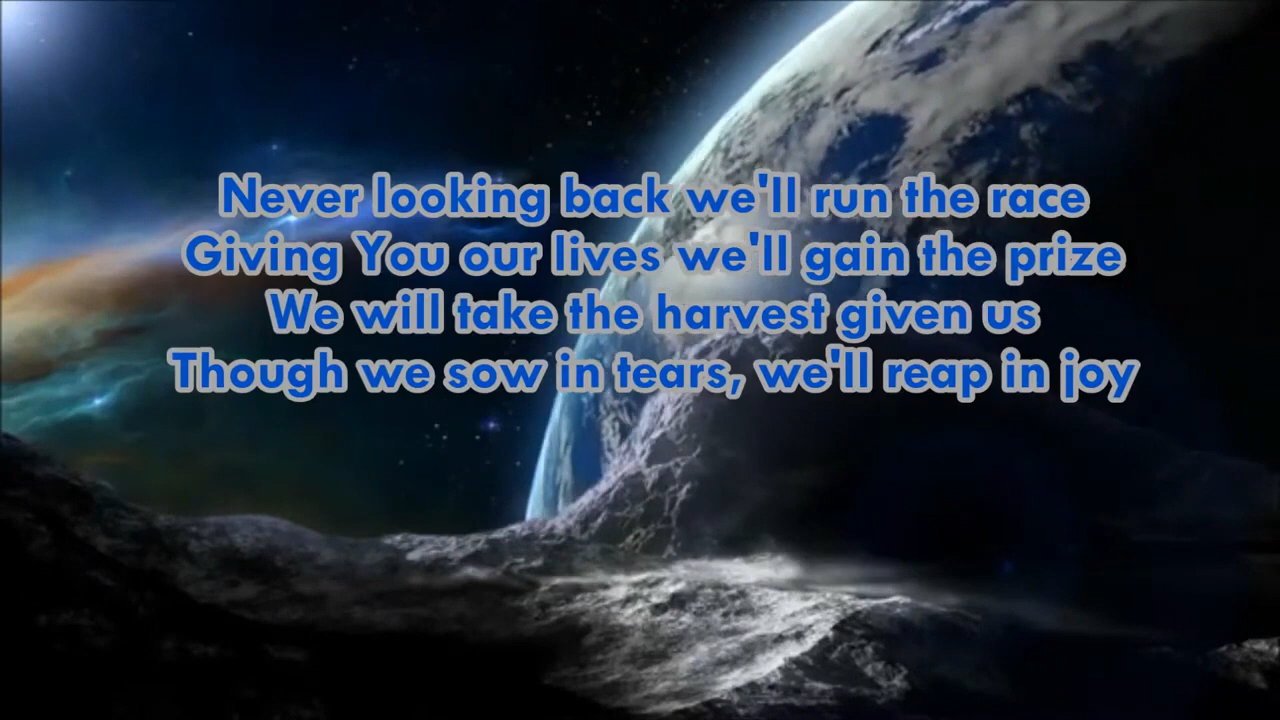 Never looking back we'll run the race
Giving You our lives we'll gain the prize
We will take the harvest given us
Though we sow in tears, we'll reap in joy